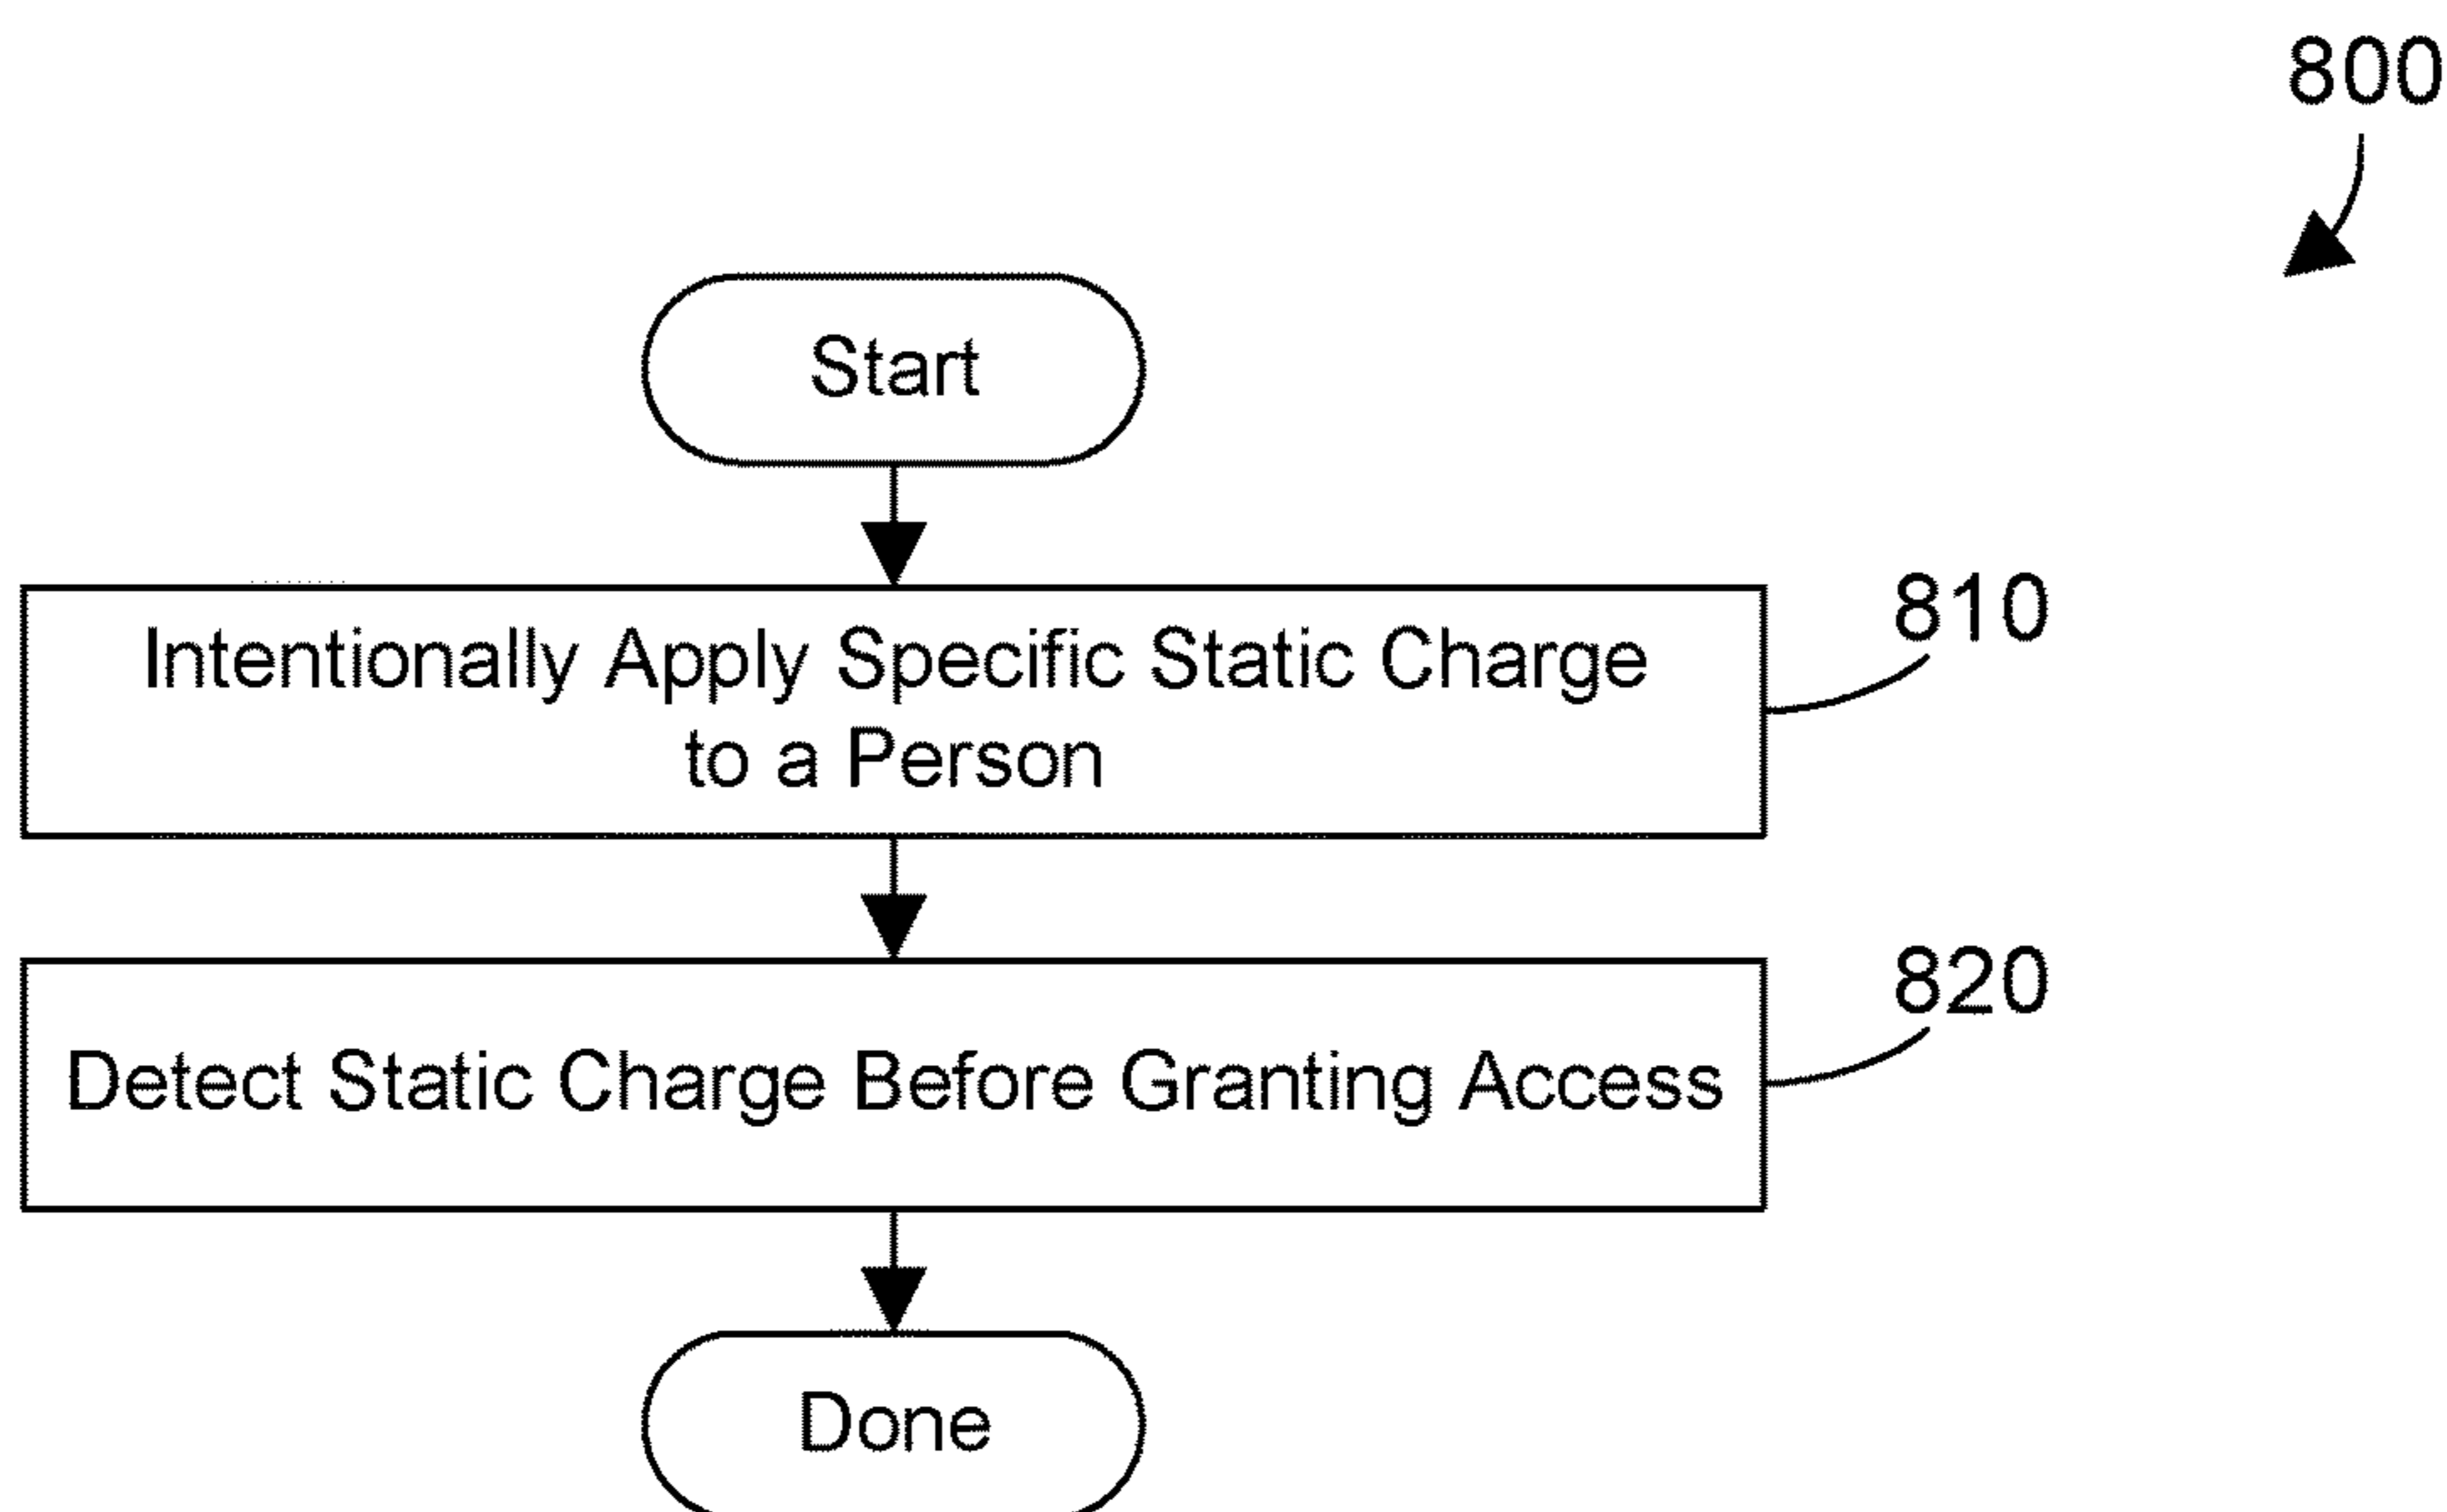 800
Start
Intentionally Apply Specific Static Charge
to a Person
810
Detect Static Charge Before Granting Access
820
Done